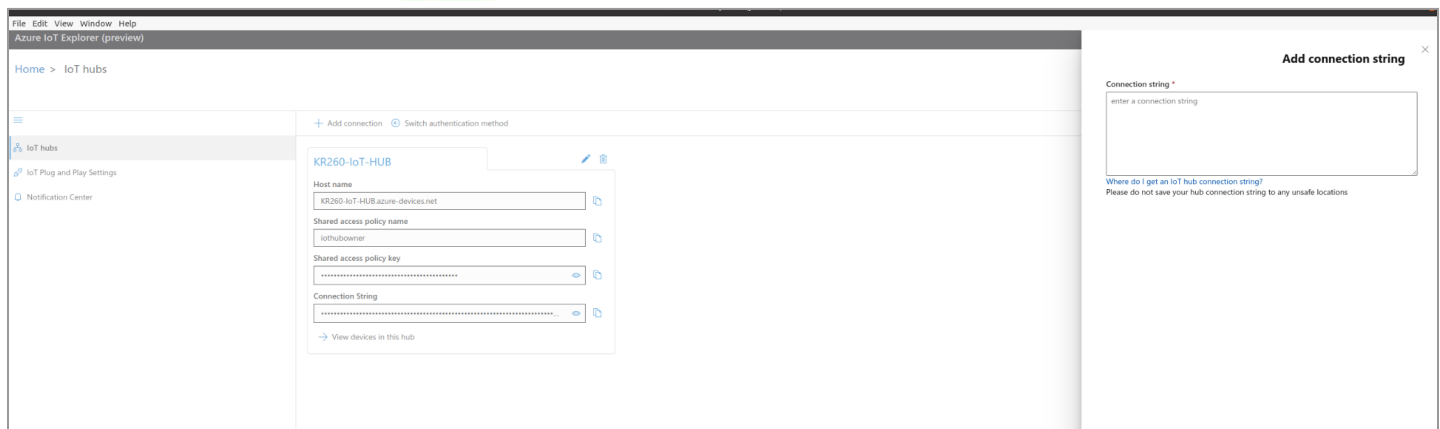 File Edit View Window Help
Azure IoT Explorer (preview)
Home > IoT hubs
+ Add connection Switch authentication method
IoT hubs
IoT Plug and Play Settings
Notification Center
KR260-IoT-HUB
Host name
KR260-IoT-HUB.azure-devices.net
Shared access policy name
iothubowner
Shared access policy key
Connection String
→ View devices in this hub
Add connection string
Connection string *
enter a connection string
Where do I get an IoT hub connection string?
Please do not save your hub connection string to any unsafe locations